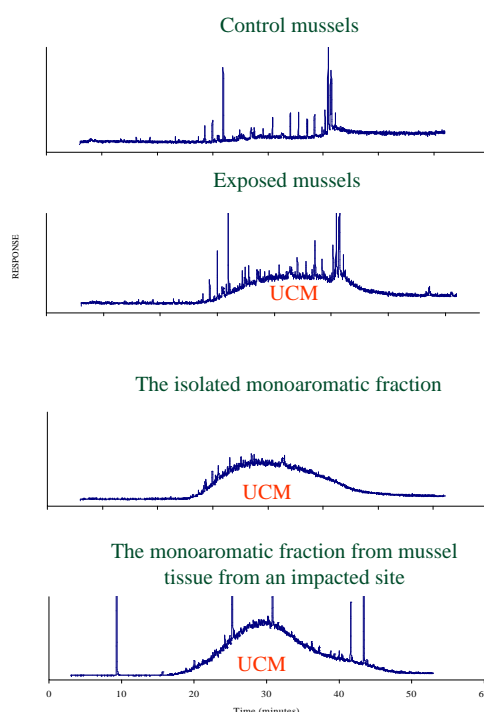 Control mussels
Exposed mussels
RESPONSE
UCM
The isolated monoaromatic fraction
UCM
The monoaromatic fraction from mussel
tissue from an impacted site
UCM
0 10 20 30 40 50 6
Time (minutes)